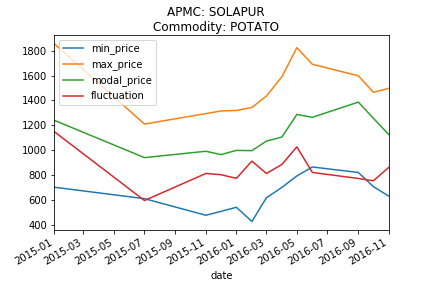 APMC: SOLAPUR
Commodity: POTATO
min_price
max_price
modal_price
fluctuation
1800
1600
1400
1200
1000
800
600
400
2015-01
2015-03
2015-05
2015-07
2015-09
2015-11
2016-01
2016-03
2016-05
2016-07
2016-09
2016-11
date